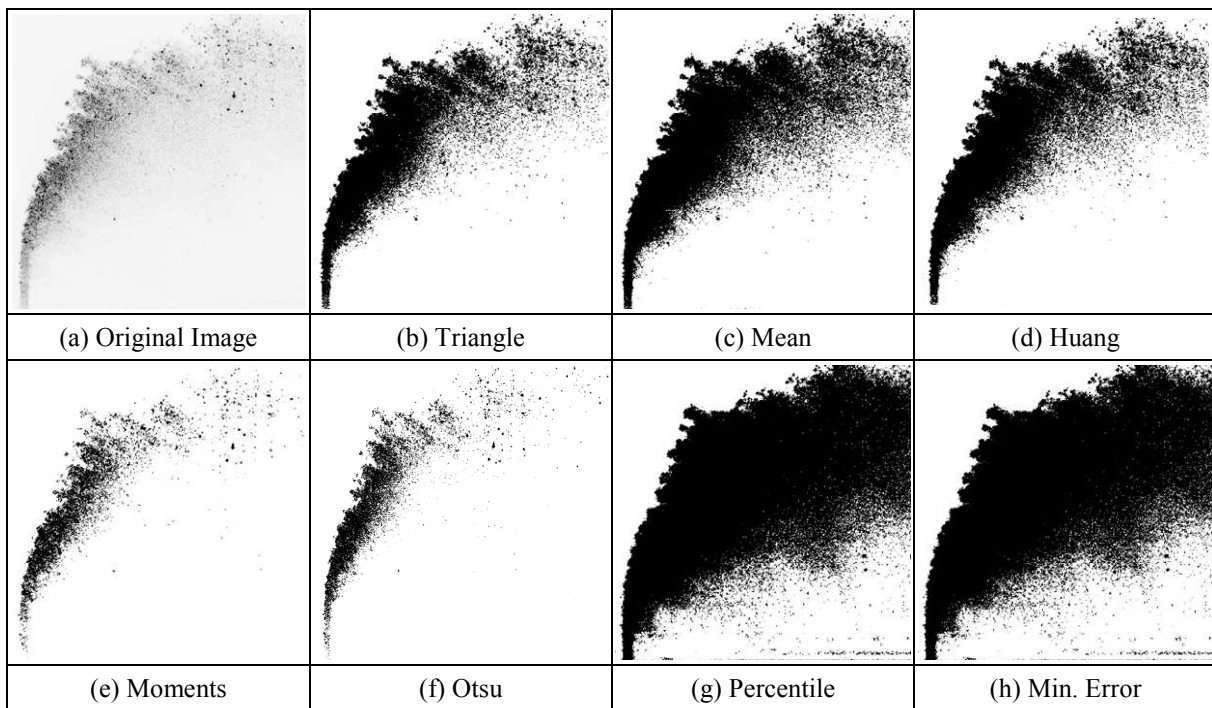 (a) Original Image
(b) Triangle
(c) Mean
(d) Huang
(e) Moments
(f) Otsu
(g) Percentile
(h) Min. Error